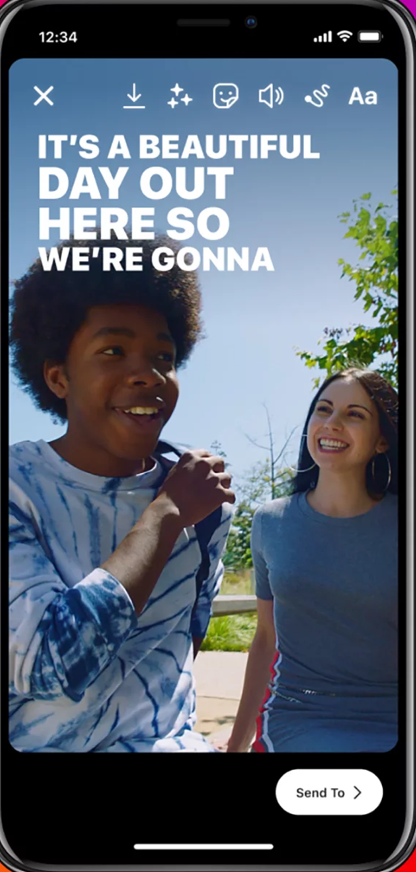 12:34
Aa
IT'S A BEAUTIFUL
DAY OUT
HERE SO
WE'RE GONNA
Send To